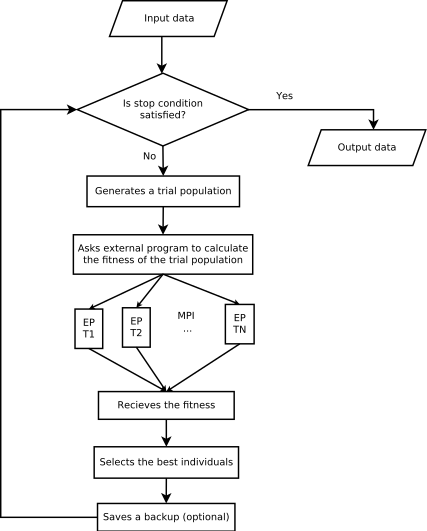 Input data
Is stop condition
satisfied?
Yes
Output data
No
Generates a trial population
Asks external program to calculate
the fitness of the trial population
EP
T1
EP
T2
MPI
...
EP
TN
Recieves the fitness
Selects the best individuals
Saves a backup (optional)